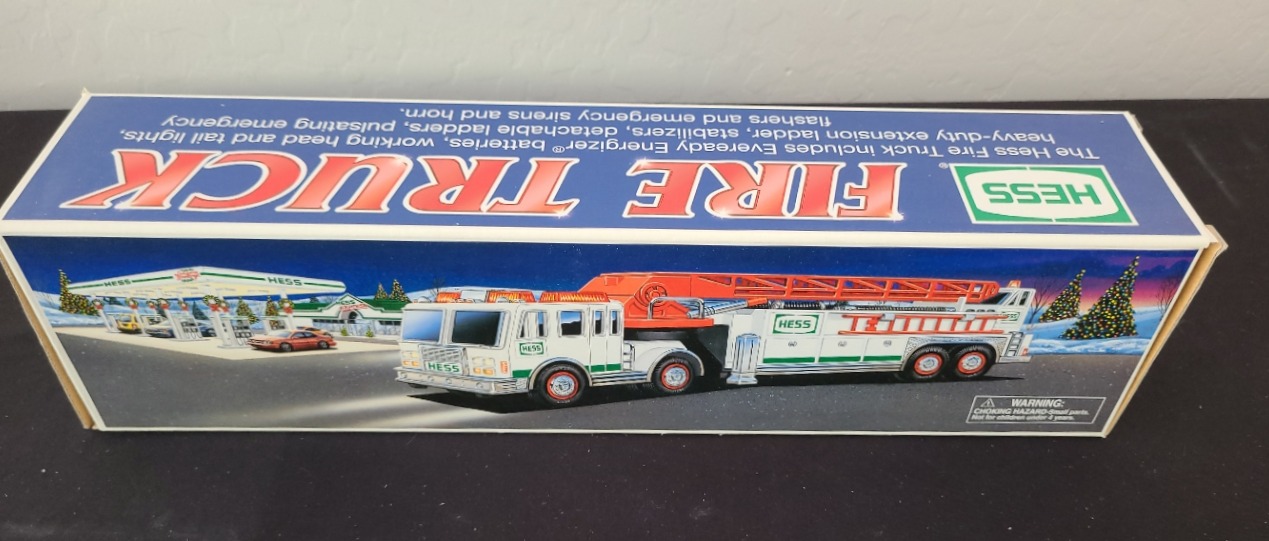 HESS
FIRE TRUCK
The Hess Fire Truck includes Eveready Energizer® batteries, working head and tail lights,
heavy-duty extension ladder, stabilizers, detachable ladders, pulsating emergency
flashers and emergency sirens and horn.
HESS
HESS
HESS
HESS
HESS
WARNING:
CHOKING HAZARD-Small parts.
Not for children under 3 years.